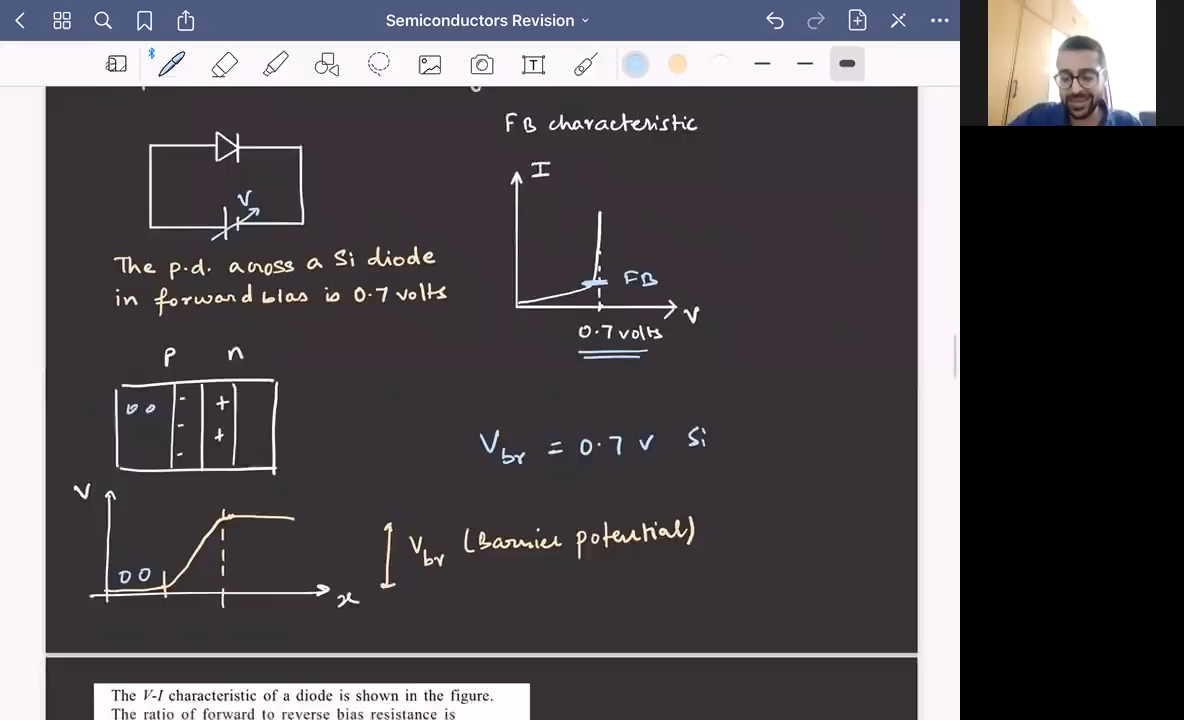 Semiconductors Revision
T
FB characteristic
I
V
The p.d. across a Si diode
in forward bias is 0.7 volts
FB
V
0.7 volts
p n
- +
- +
-
V
V_br = 0.7 V Si
V_br (Barrier potential)
x
The V-I characteristic of a diode is shown in the figure.
The ratio of forward to reverse bias resistance is